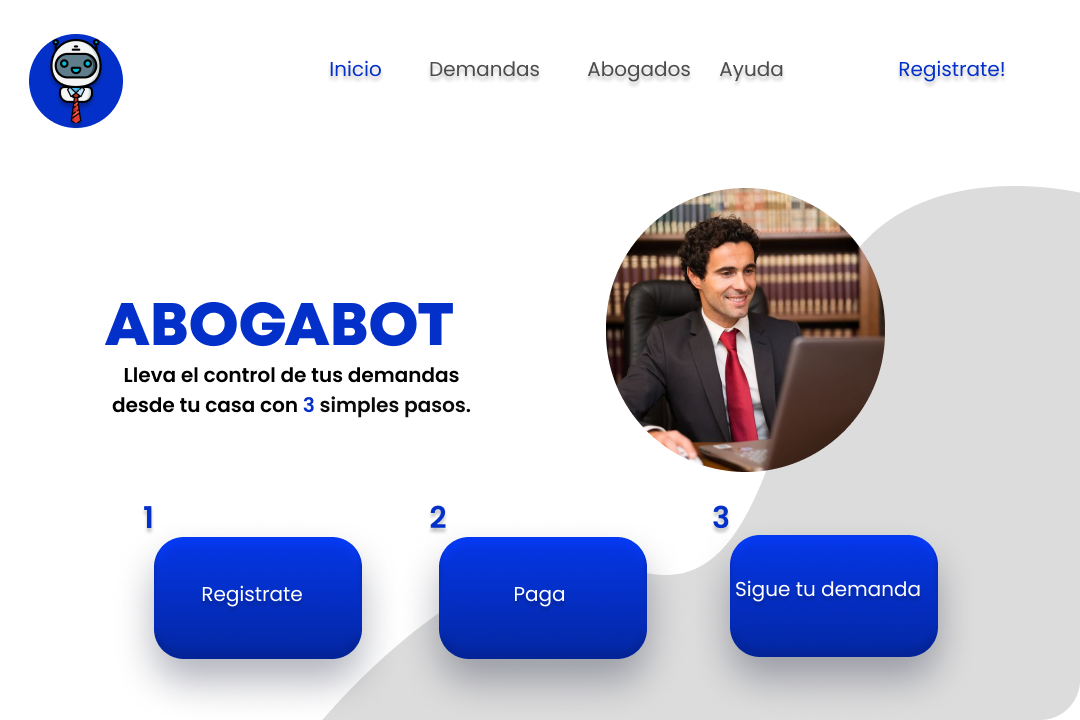 Inicio
Demandas
Abogados
Ayuda
Registrate!
ABOGABOT
Lleva el control de tus demandas
desde tu casa con 3 simples pasos.
1
2
3
Registrate
Paga
Sigue tu demanda